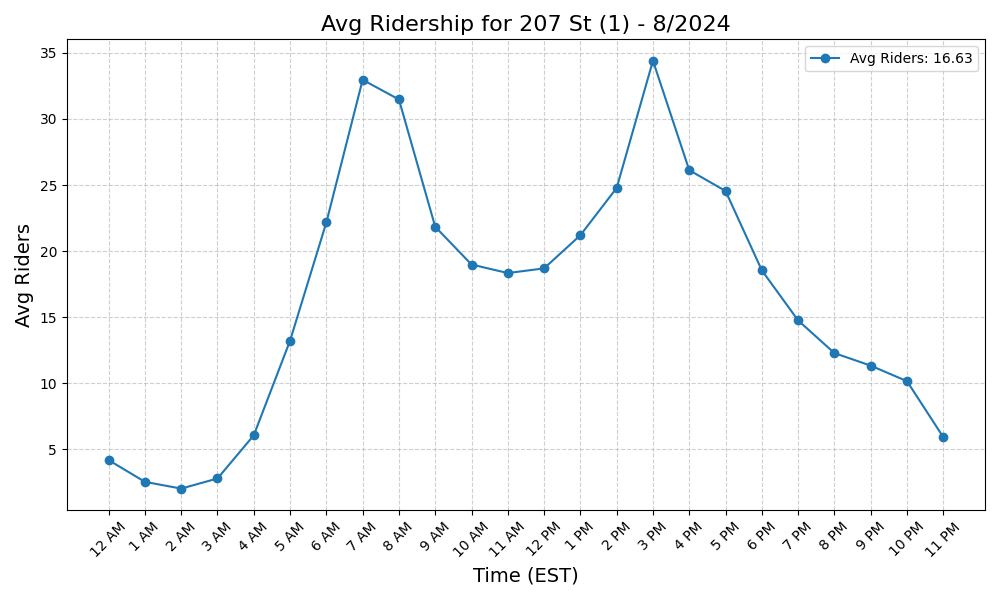 Avg Ridership for 207 St (1) - 8/2024
Avg Riders: 16.63
Avg Riders
35
30
25
20
15
10
5
12 AM
1 AM
2 AM
3 AM
4 AM
5 AM
6 AM
7 AM
8 AM
9 AM
10 AM
11 AM
12 PM
1 PM
2 PM
3 PM
4 PM
5 PM
6 PM
7 PM
8 PM
9 PM
10 PM
11 PM
Time (EST)